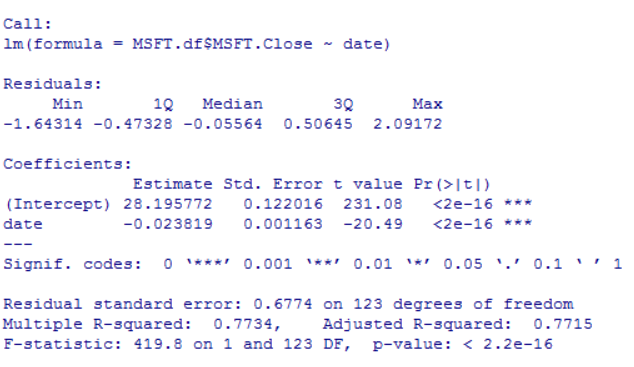 Call:
lm(formula = MSFT.df$MSFT.Close ~ date)
Residuals:
Min 1Q Median 3Q Max
-1.64314 -0.47328 -0.05564 0.50645 2.09172
Coefficients:
Estimate Std. Error t value Pr(>|t|)
(Intercept) 28.195772 0.122016 231.08 <2e-16 ***
date -0.023819 0.001163 -20.49 <2e-16 ***
---
Signif. codes: 0 ‘***’ 0.001 ‘**’ 0.01 ‘*’ 0.05 ‘.’ 0.1 ‘ ’ 1
Residual standard error: 0.6774 on 123 degrees of freedom
Multiple R-squared: 0.7734, Adjusted R-squared: 0.7715
F-statistic: 419.8 on 1 and 123 DF, p-value: < 2.2e-16